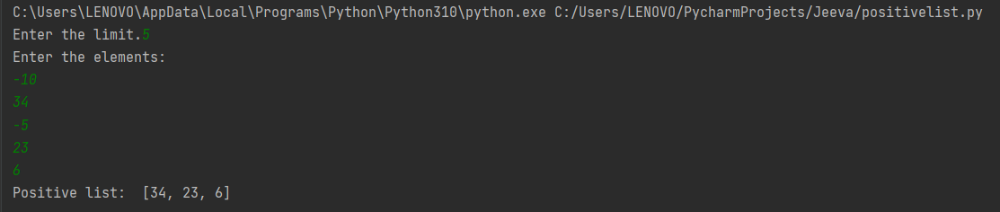 C:\Users\LENOVO\AppData\Local\Programs\Python\Python310\python.exe C:/Users/LENOVO/PycharmProjects/Jeeva/positivelist.py
Enter the limit.5
Enter the elements:
-10
34
-5
23
6
Positive list:  [34, 23, 6]